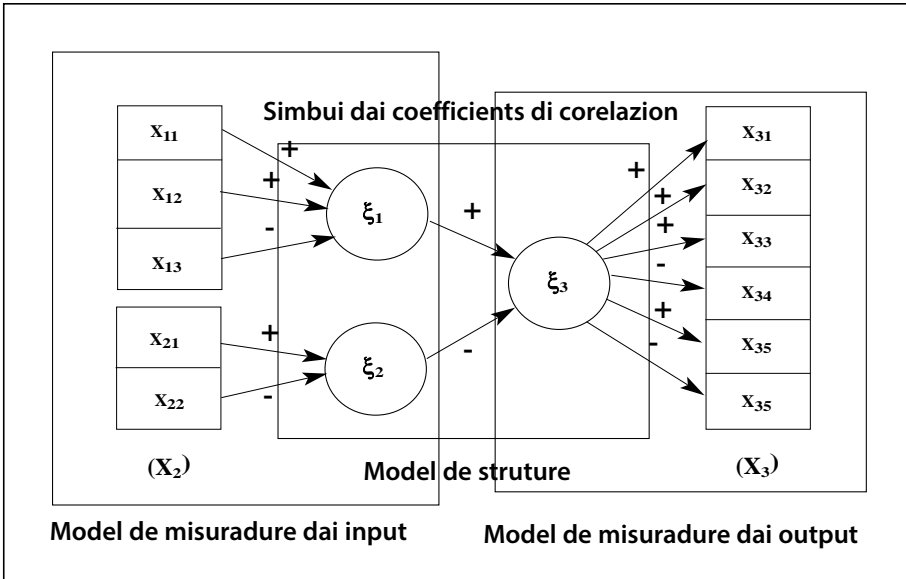 Simbui dai coefficients di corelazion
x11
x12
x13
x21
x22
(X2)
+
+
-
+
-
ξ1
ξ2
+
-
ξ3
+
+
+
-
+
-
x31
x32
x33
x34
x35
x35
(X3)
Model de struture
Model de misuradure dai input
Model de misuradure dai output